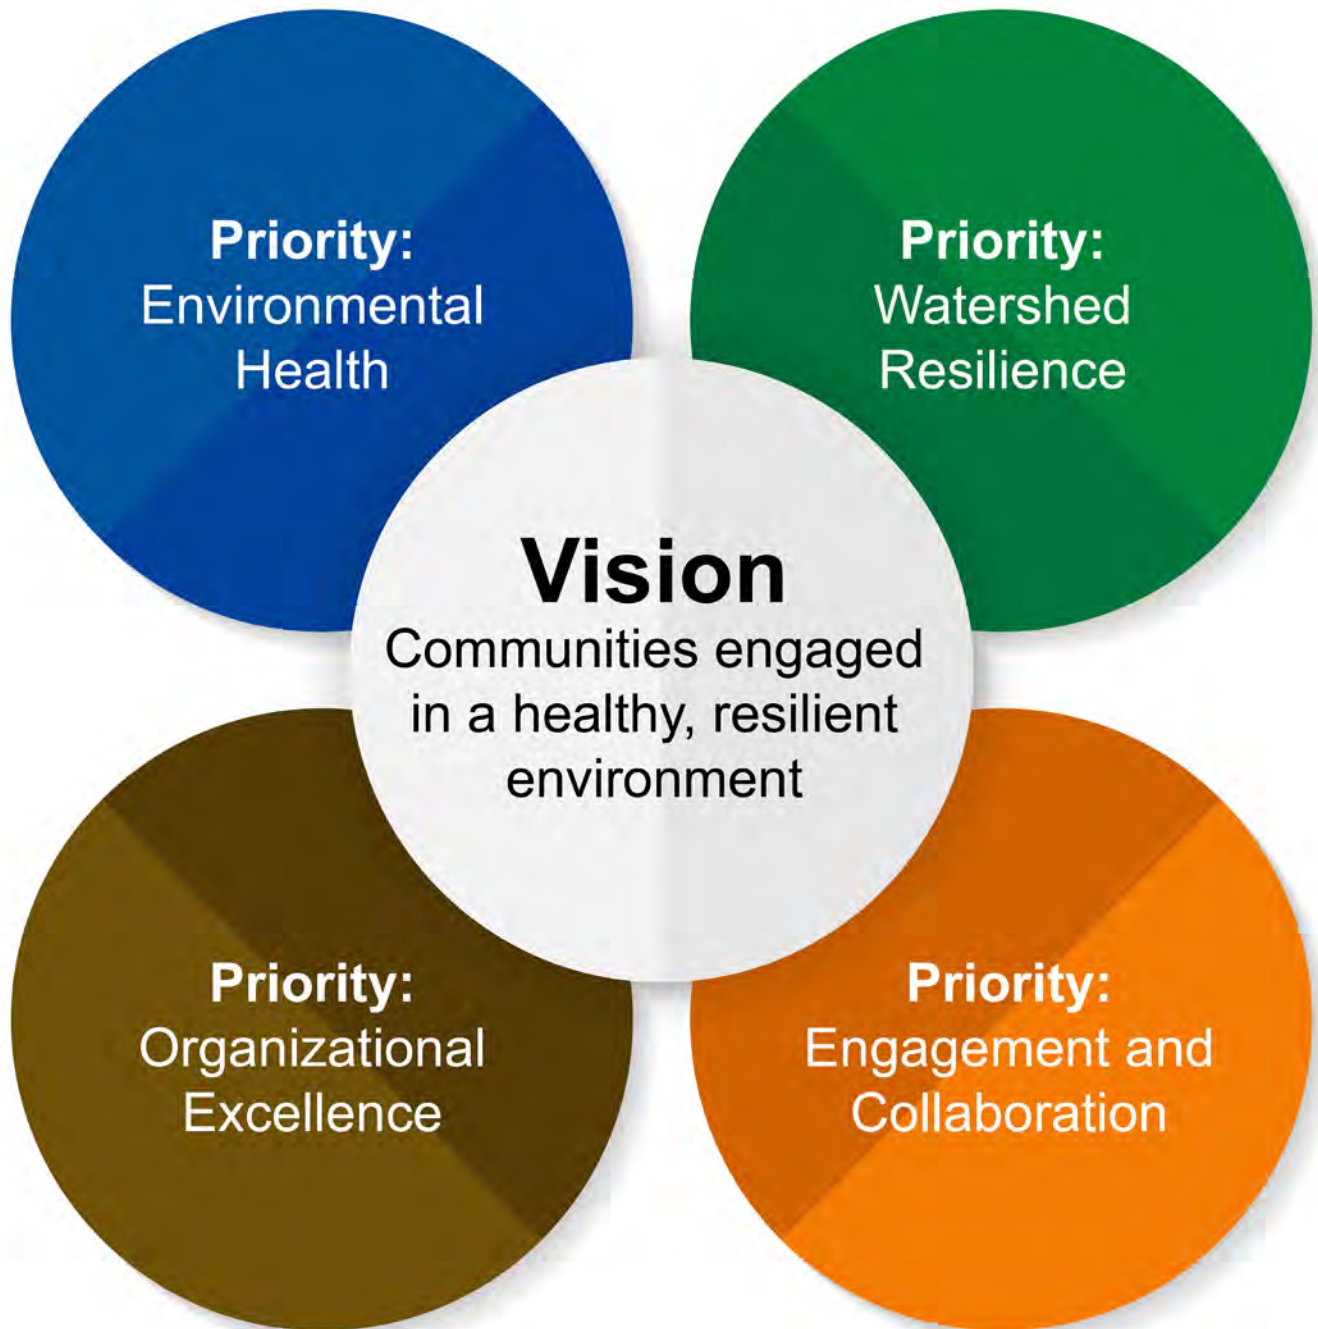 Priority:
Environmental
Health
Priority:
Watershed
Resilience
Vision
Communities engaged
in a healthy, resilient
environment
Priority:
Organizational
Excellence
Priority:
Engagement and
Collaboration